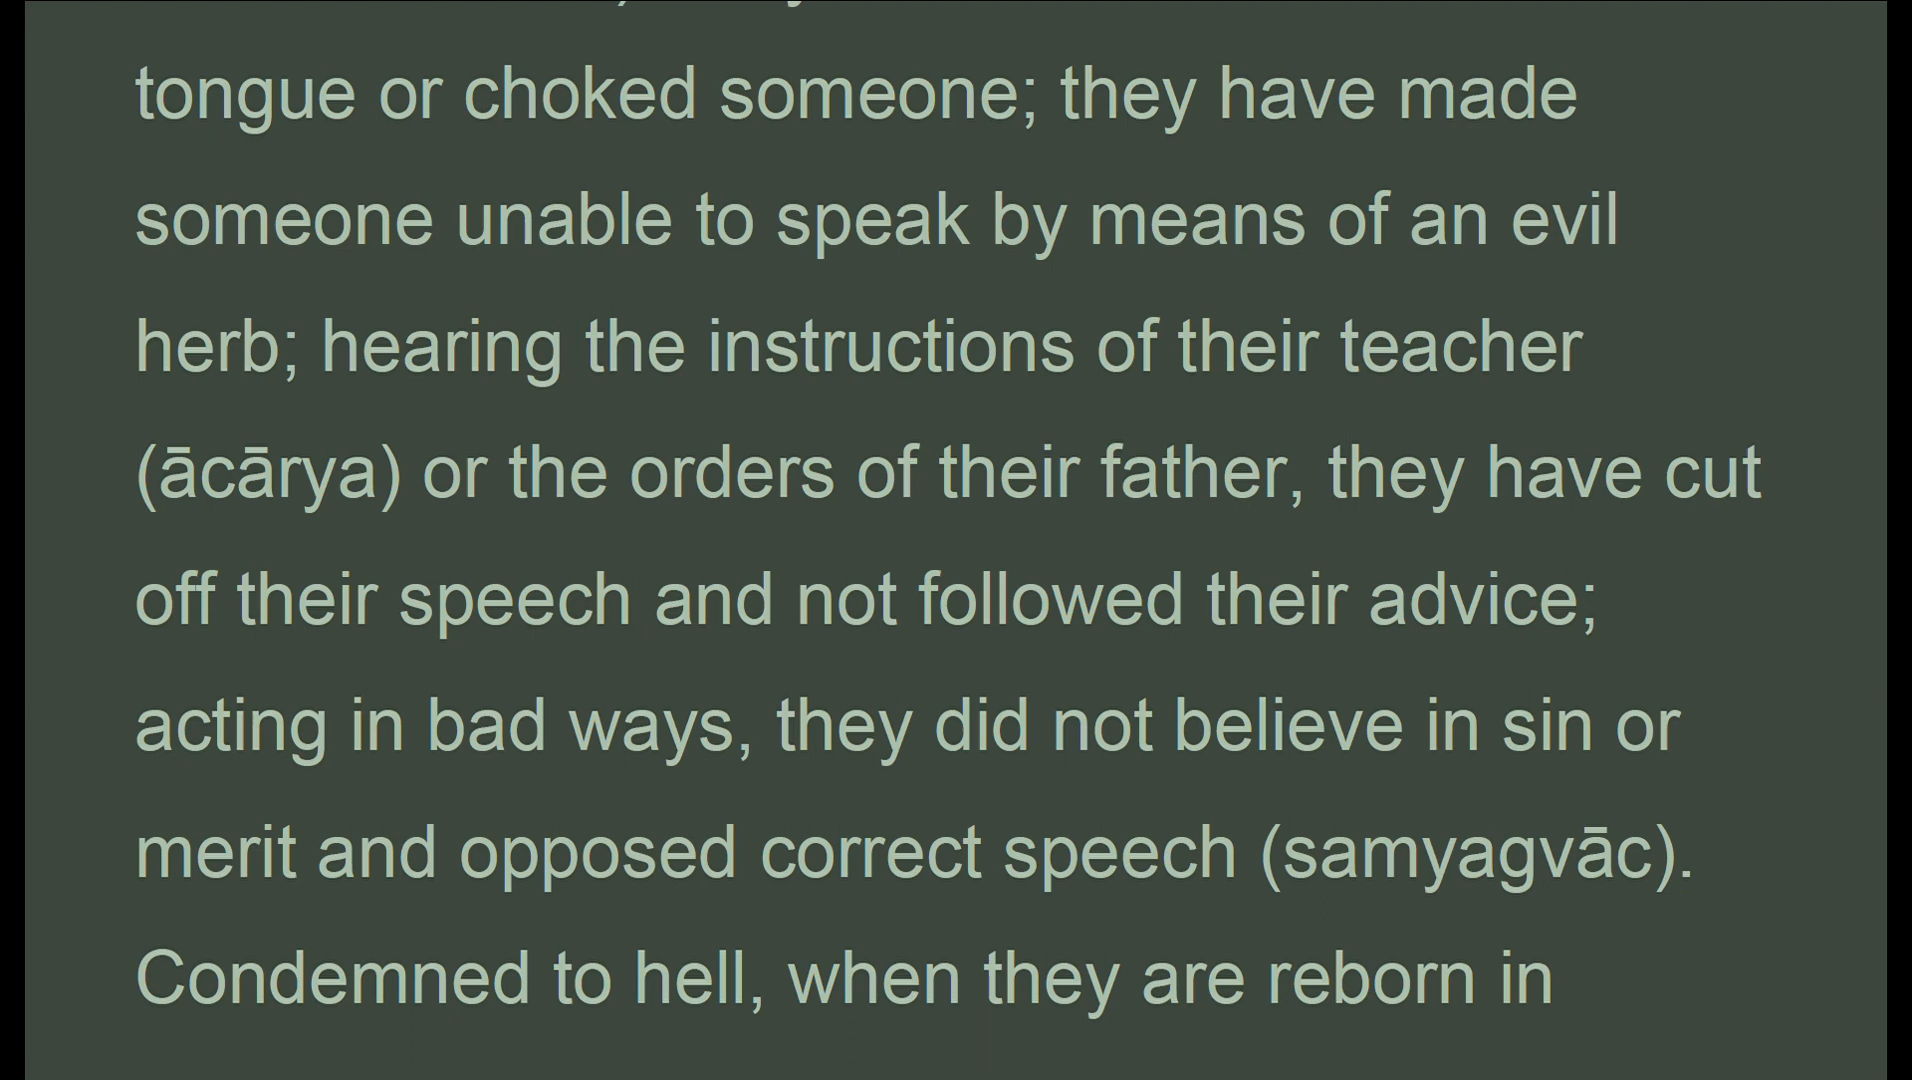 tongue or choked someone; they have made
someone unable to speak by means of an evil
herb; hearing the instructions of their teacher
(ācārya) or the orders of their father, they have cut
off their speech and not followed their advice;
acting in bad ways, they did not believe in sin or
merit and opposed correct speech (samyagvāc).
Condemned to hell, when they are reborn in